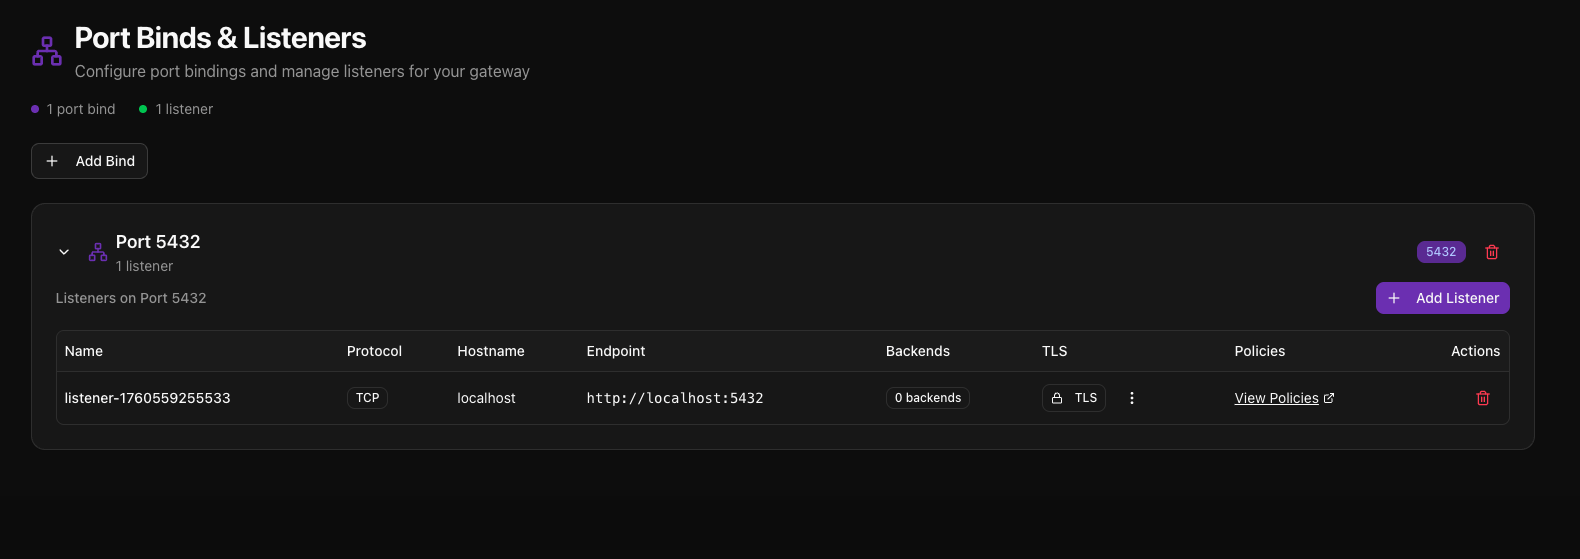 Port Binds & Listeners
Configure port bindings and manage listeners for your gateway
1 port bind 1 listener
Add Bind
Port 5432
1 listener
5432
Listeners on Port 5432
Add Listener
Name Protocol Hostname Endpoint Backends TLS Policies Actions
listener-1760559255533 TCP localhost http://localhost:5432 0 backends TLS View Policies